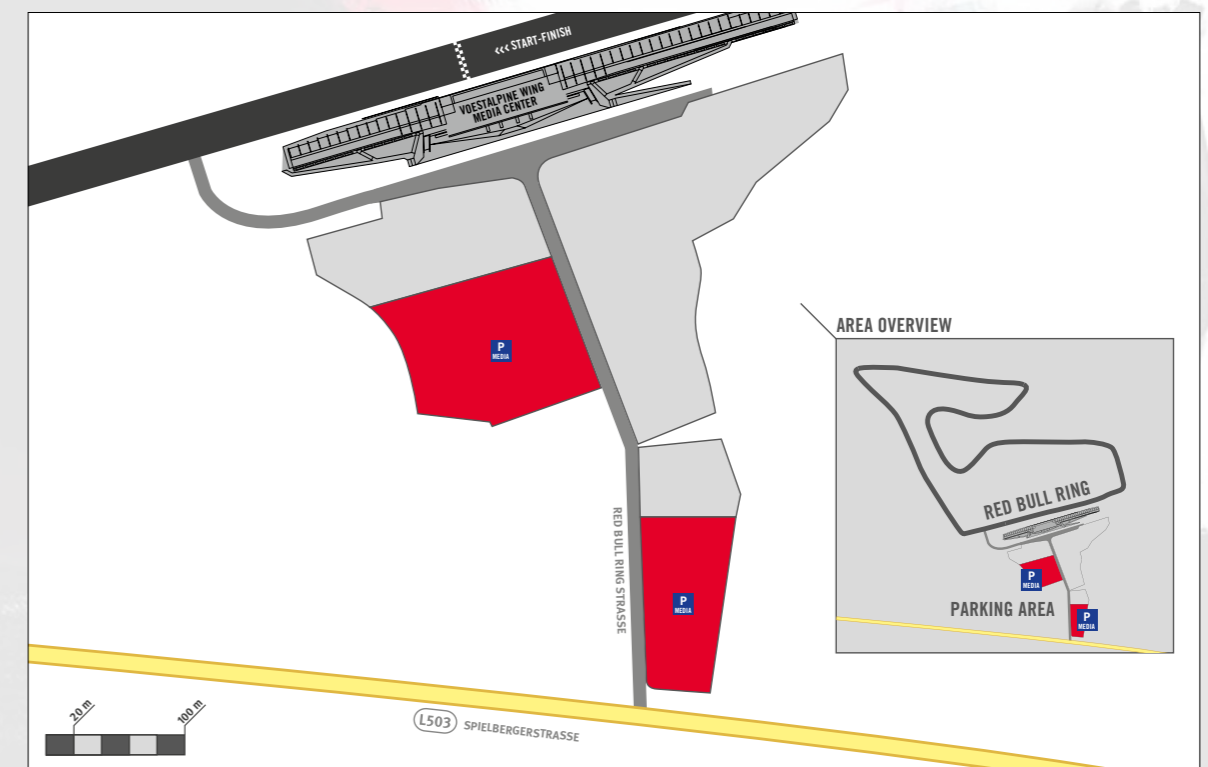 <<< START-FINISH
VOESTALPINE WING
MEDIA CENTER
P
MEDIA
RED BULL RING STRASSE
P
MEDIA
20 m
100 m
L503 SPIELBERGERSTRASSE
AREA OVERVIEW
RED BULL RING
P
MEDIA
PARKING AREA
P
MEDIA